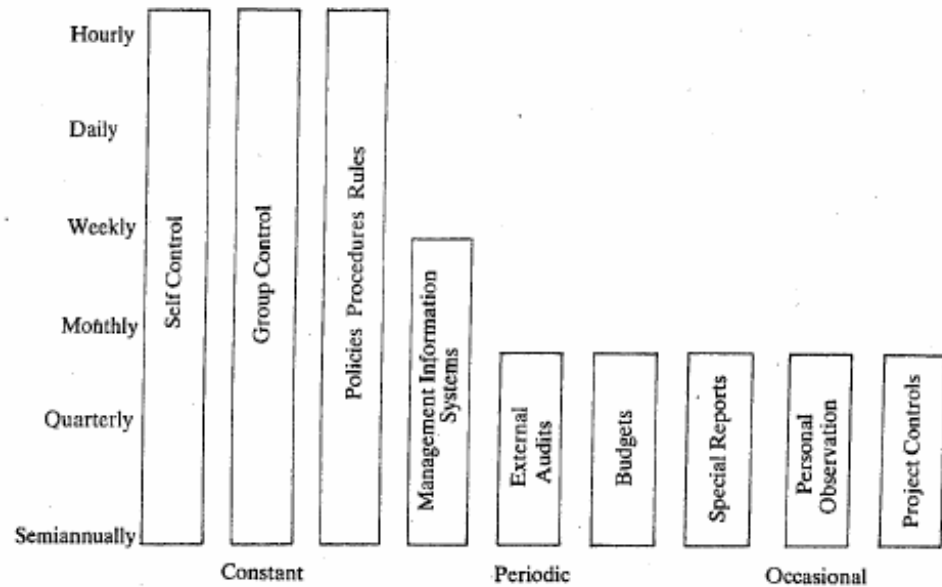 Hourly
Daily
Weekly
Monthly
Quarterly
Semiannually
Self Control
Group Control
Policies Procedures Rules
Management Information
Systems
External
Audits
Budgets
Special Reports
Personal
Observation
Project Controls
Constant
Periodic
Occasional